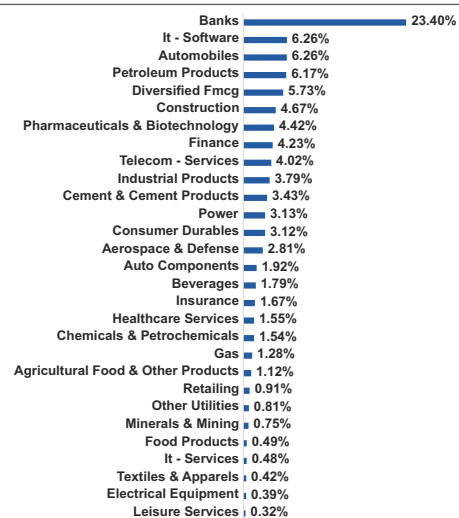 Banks 23.40%
It - Software 6.26%
Automobiles 6.26%
Petroleum Products 6.17%
Diversified Fmcg 5.73%
Construction 4.67%
Pharmaceuticals & Biotechnology 4.42%
Finance 4.23%
Telecom - Services 4.02%
Industrial Products 3.79%
Cement & Cement Products 3.43%
Power 3.13%
Consumer Durables 3.12%
Aerospace & Defense 2.81%
Auto Components 1.92%
Beverages 1.79%
Insurance 1.67%
Healthcare Services 1.55%
Chemicals & Petrochemicals 1.54%
Gas 1.28%
Agricultural Food & Other Products 1.12%
Retailing 0.91%
Other Utilities 0.81%
Minerals & Mining 0.75%
Food Products 0.49%
It - Services 0.48%
Textiles & Apparels 0.42%
Electrical Equipment 0.39%
Leisure Services 0.32%